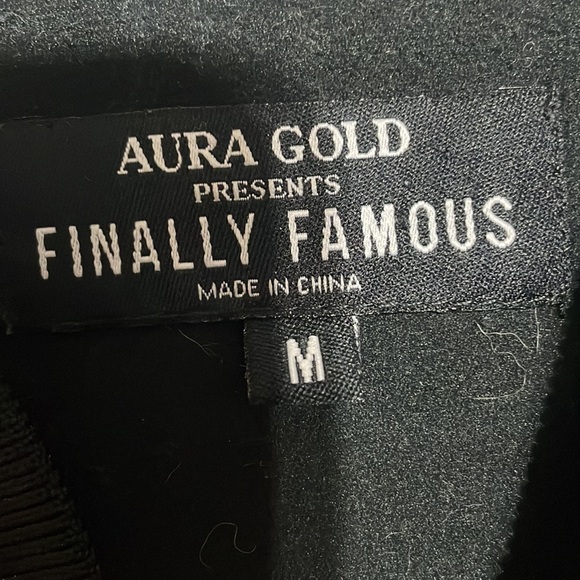 AURA GOLD
PRESENTS
FINALLY FAMOUS
MADE IN CHINA
M